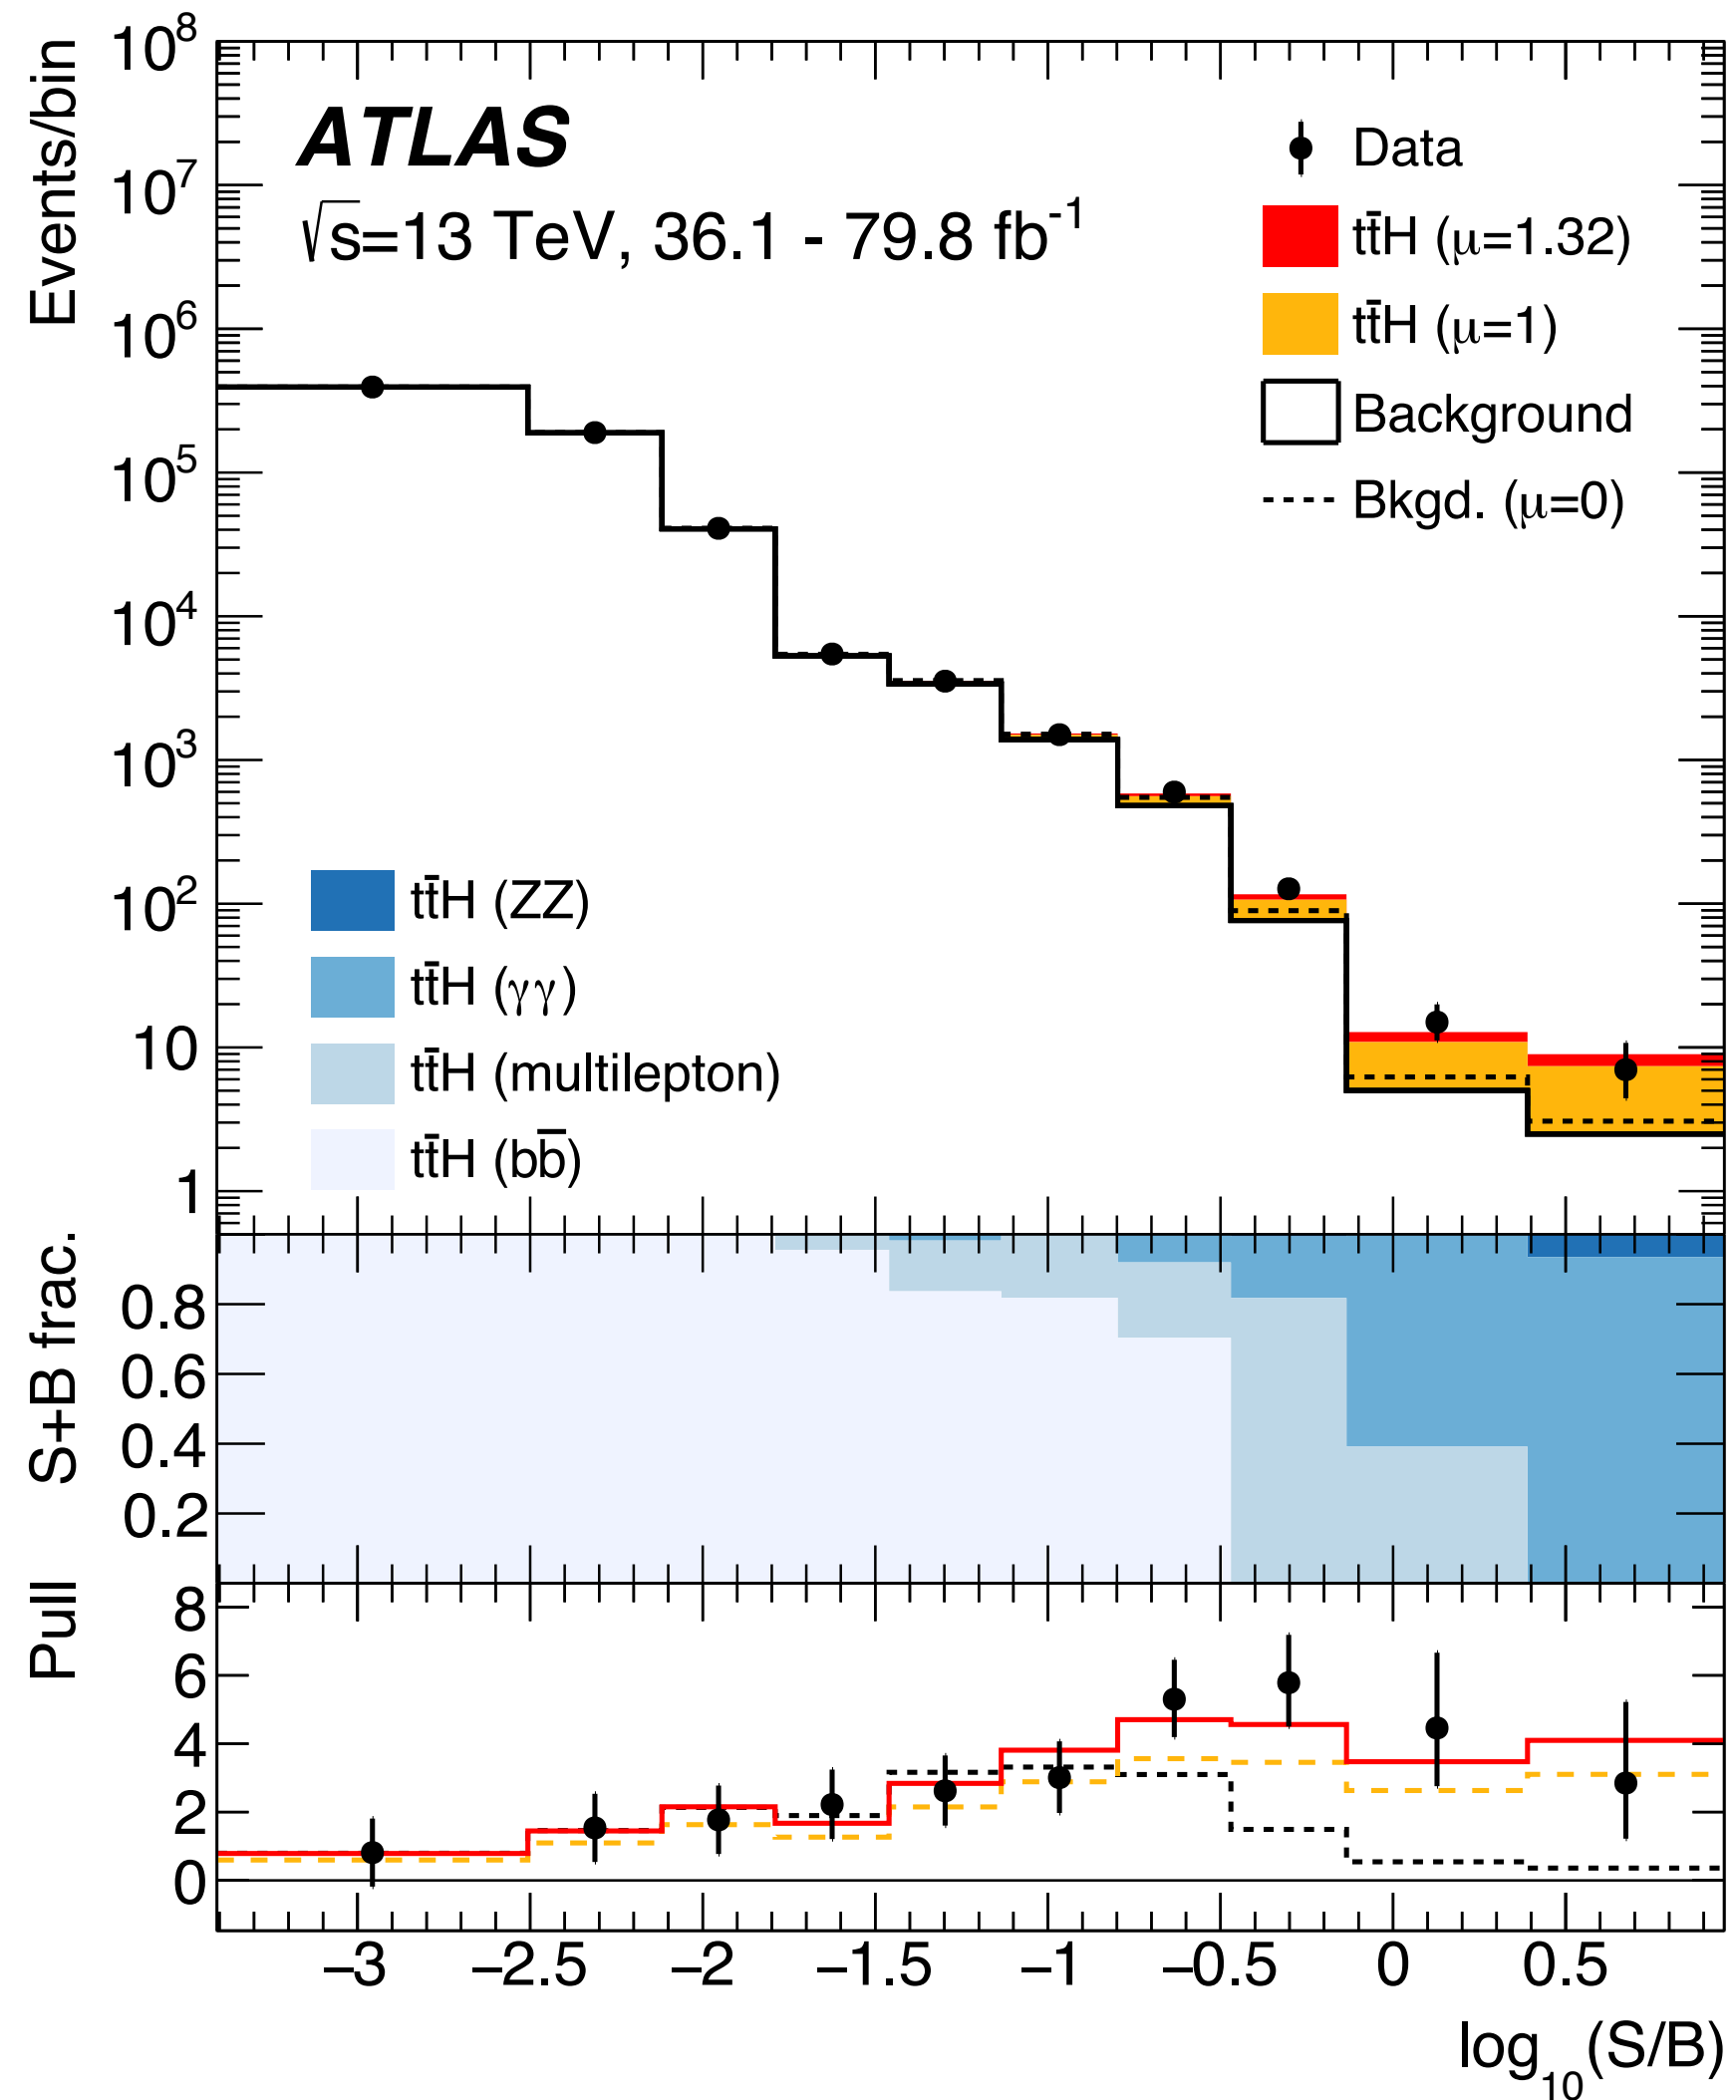 Events/bin
10⁸
10⁷
10⁶
10⁵
10⁴
10³
10²
10
1
ATLAS
√s=13 TeV, 36.1 - 79.8 fb⁻¹
Data
tt̄H (μ=1.32)
tt̄H (μ=1)
Background
Bkgd. (μ=0)
tt̄H (ZZ)
tt̄H (γγ)
tt̄H (multilepton)
tt̄H (bb̄)
S+B frac.
0.8
0.6
0.4
0.2
Pull
8
6
4
2
0
−3 −2.5 −2 −1.5 −1 −0.5 0 0.5
log₁₀(S/B)